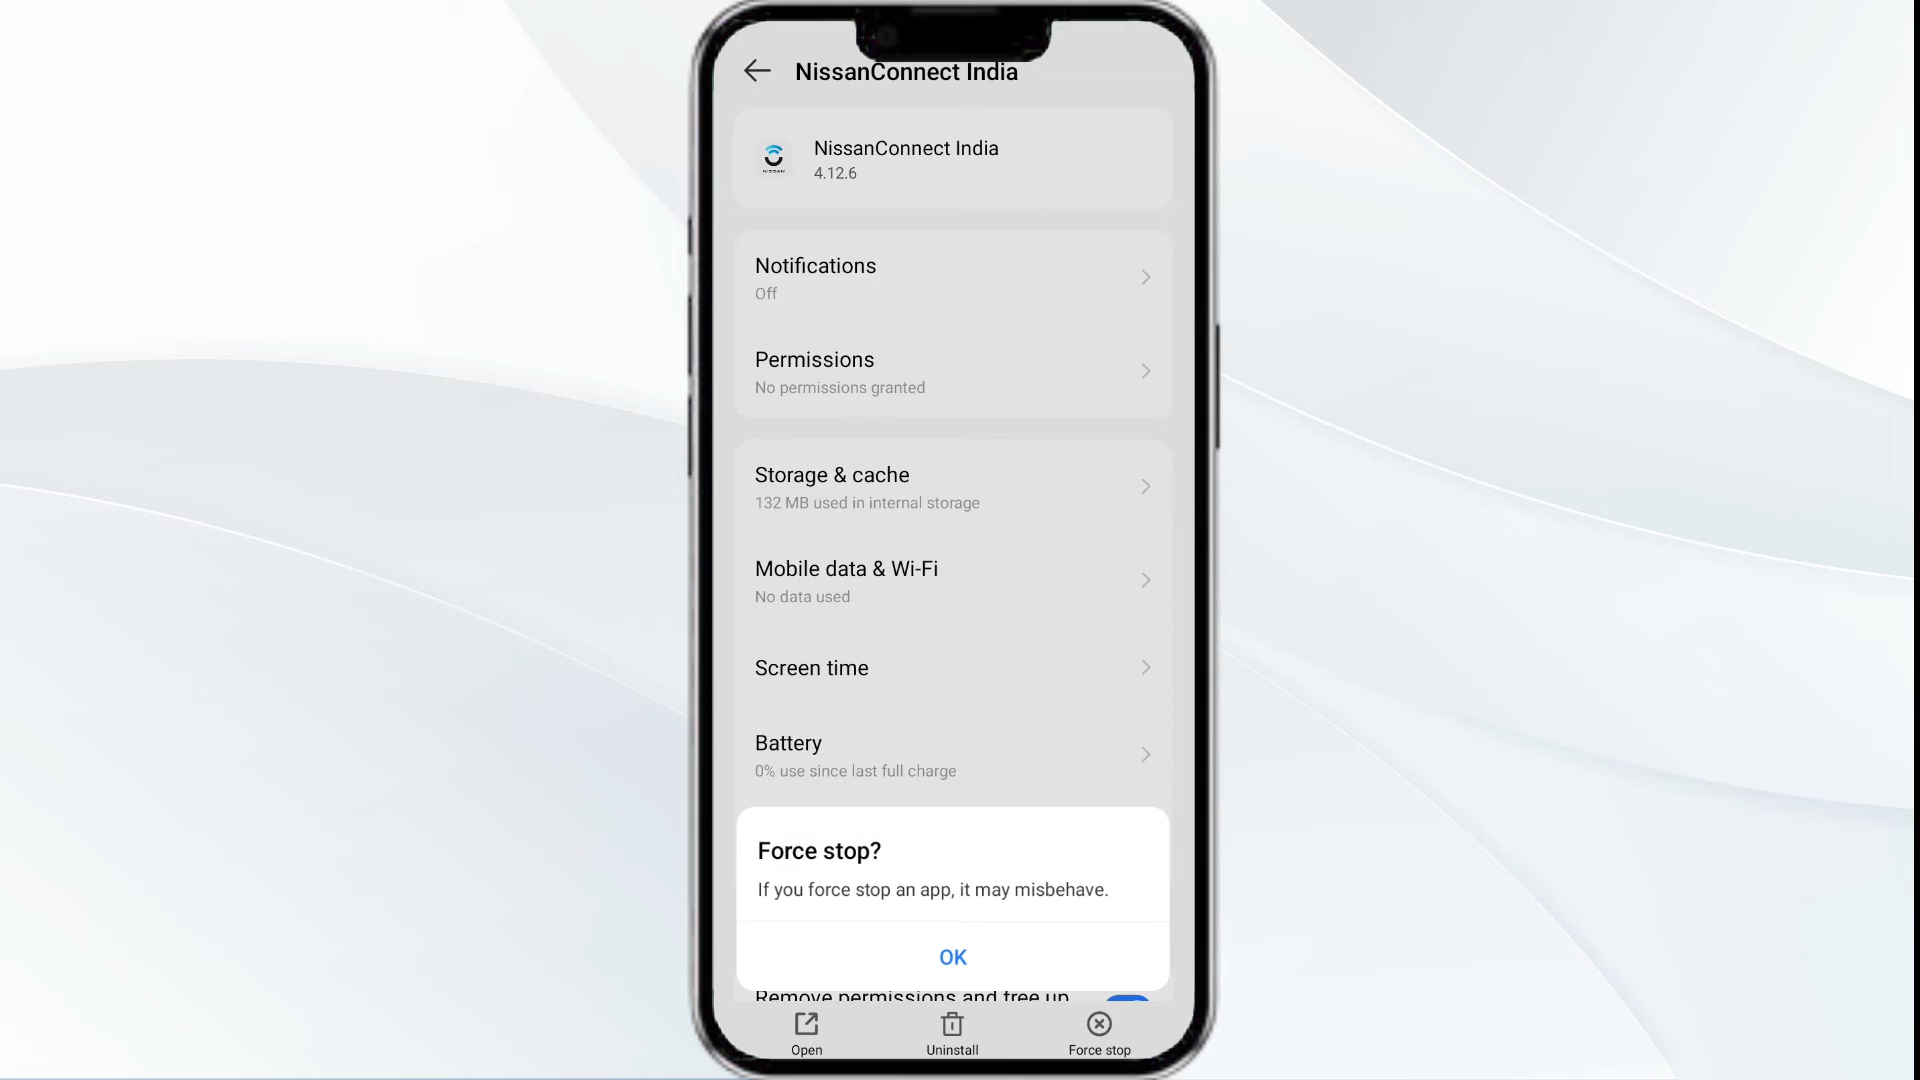 NissanConnect India
NissanConnect India
4.12.6
NISSAN
Notifications
Off
Permissions
No permissions granted
Storage & cache
132 MB used in internal storage
Mobile data & Wi-Fi
No data used
Screen time
Battery
0% use since last full charge
Force stop?
If you force stop an app, it may misbehave.
OK
Remove permissions and free up
Open
Uninstall
Force stop